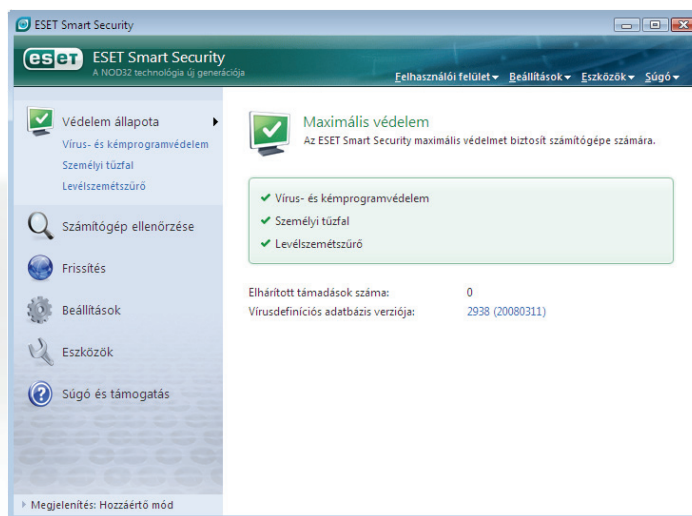 ESET Smart Security
eset ESET Smart Security
A NOD32 technológia új generációja
Felhasználói felület Beállítások Eszközök Súgó
Védelem állapota
Vírus- és kémprogramvédelem
Személyi tűzfal
Levélszemétszűrő
Számítógép ellenőrzése
Frissítés
Beállítások
Eszközök
Súgó és támogatás
Megjelenítés: Hozzáértő mód
Maximális védelem
Az ESET Smart Security maximális védelmet biztosít számítógépe számára.
Vírus- és kémprogramvédelem
Személyi tűzfal
Levélszemétszűrő
Elhárított támadások száma: 0
Vírusdefiníciós adatbázis verziója: 2938 (20080311)